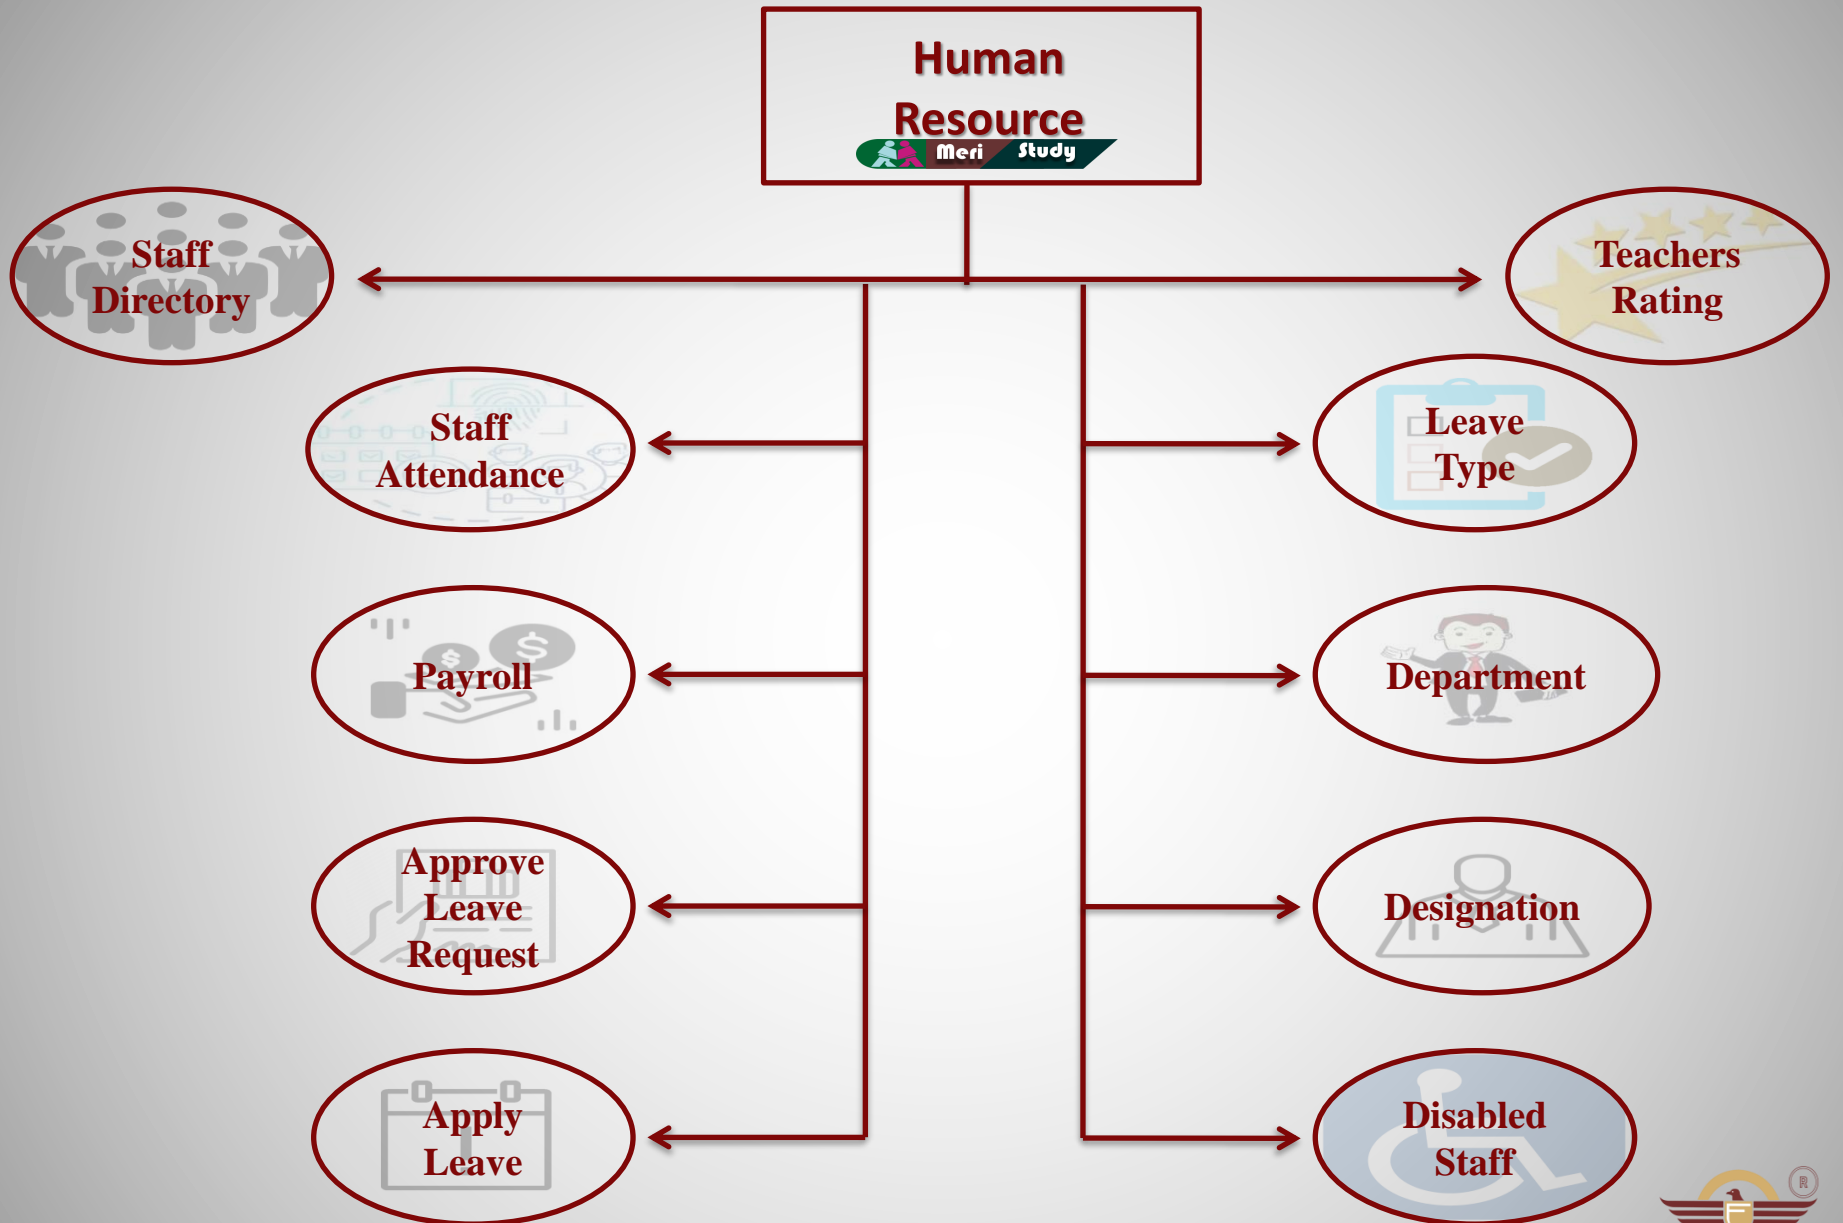 Human
Resource
Meri Study
Staff
Directory
Teachers
Rating
Staff
Attendance
Leave
Type
Payroll
Department
Approve
Leave
Request
Designation
Apply
Leave
Disabled
Staff
R
F